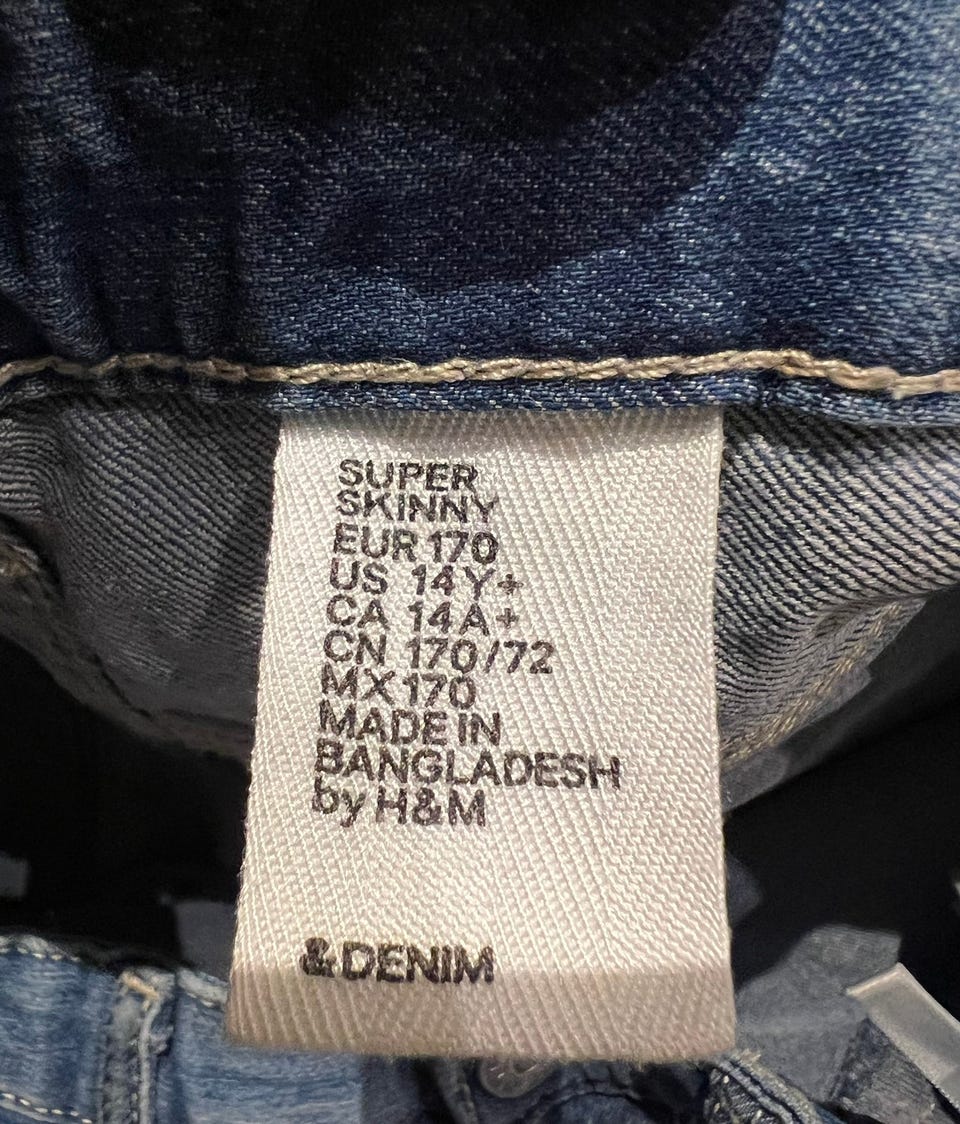 SUPER
SKINNY
EUR 170
US 14Y+
CA 14A+
CN 170/72
MX 170
MADE IN
BANGLADESH
by H&M
&DENIM